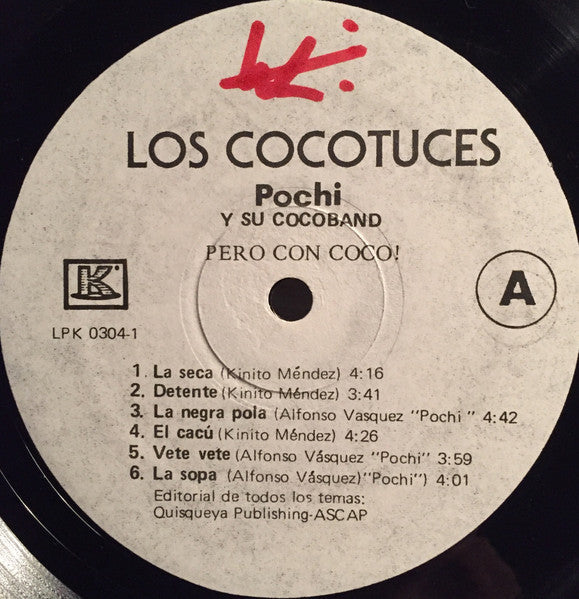 LOS COCOTUCES
Pochi
Y SU COCOBAND
PERO CON COCO!
K
A
LPK 0304-1
1. La seca (Kinito Méndez) 4:16
2. Detente (Kinito Méndez) 3:41
3. La negra pola (Alfonso Vasquez "Pochi" 4:42
4. El cacú (Kinito Méndez) 4:26
5. Vete vete (Alfonso Vásquez "Pochi" 3:59
6. La sopa (Alfonso Vásquez)"Pochi") 4:01
Editorial de todos los temas:
Quisqueya Publishing-ASCAP